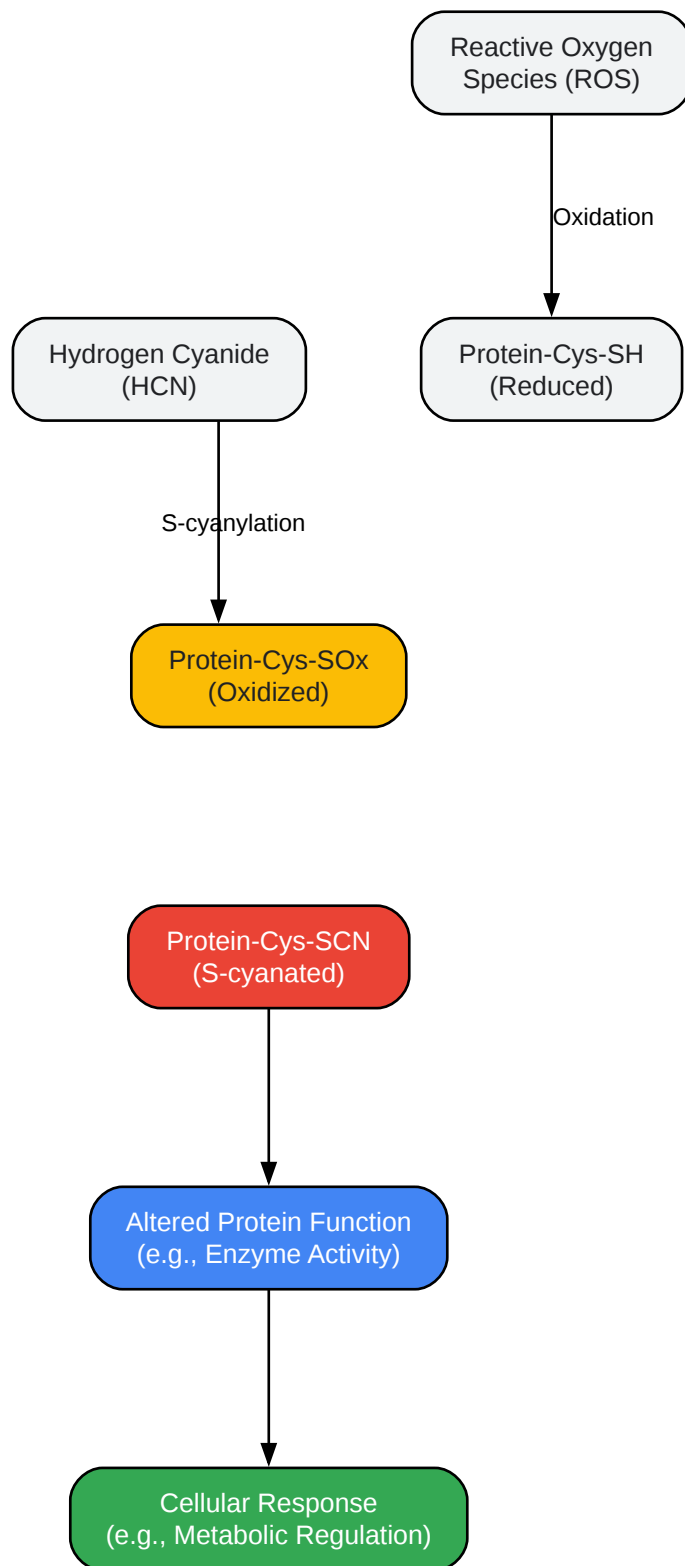 Reactive Oxygen
Species (ROS)
Oxidation
Hydrogen Cyanide
(HCN)
Protein-Cys-SH
(Reduced)
S-cyanylation
Protein-Cys-SOx
(Oxidized)
Protein-Cys-SCN
(S-cyanated)
Altered Protein Function
(e.g., Enzyme Activity)
Cellular Response
(e.g., Metabolic Regulation)